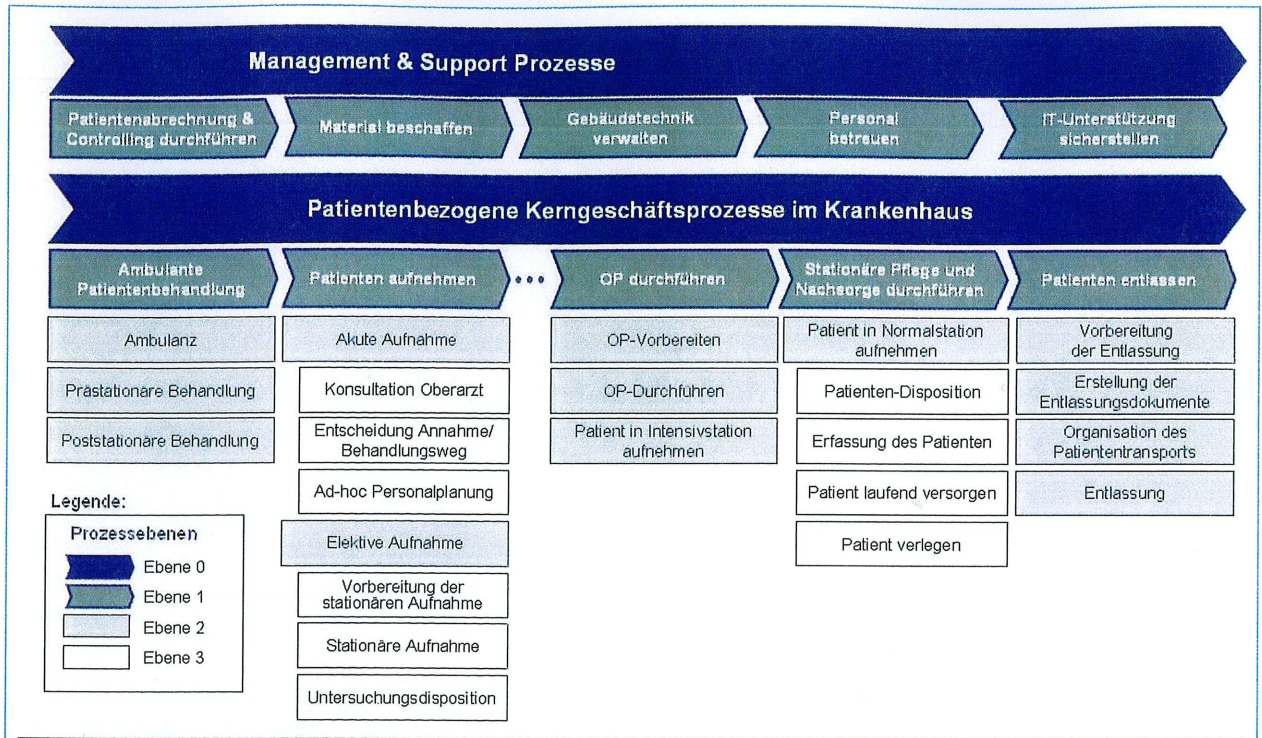 Management & Support Prozesse
Patientenabrechnung &
Controlling durchführen
Material beschaffen
Gebäudetechnik
verwalten
Personal
betreuen
IT-Unterstützung
sicherstellen
Patientenbezogene Kerngeschäftsprozesse im Krankenhaus
Ambulante
Patientenbehandlung
Patienten aufnehmen
...
OP durchführen
Stationäre Pflege und
Nachsorge durchführen
Patienten entlassen
Ambulanz
Prästationäre Behandlung
Poststationäre Behandlung
Akute Aufnahme
Konsultation Oberarzt
Entscheidung Annahme/
Behandlungsweg
Ad-hoc Personalplanung
Elektive Aufnahme
Vorbereitung der
stationären Aufnahme
Stationäre Aufnahme
Untersuchungsdisposition
OP-Vorbereiten
OP-Durchführen
Patient in Intensivstation
aufnehmen
Patient in Normalstation
aufnehmen
Patienten-Disposition
Erfassung des Patienten
Patient laufend versorgen
Patient verlegen
Vorbereitung
der Entlassung
Erstellung der
Entlassungsdokumente
Organisation des
Patiententransports
Entlassung
Legende:
Prozessebenen
Ebene 0
Ebene 1
Ebene 2
Ebene 3